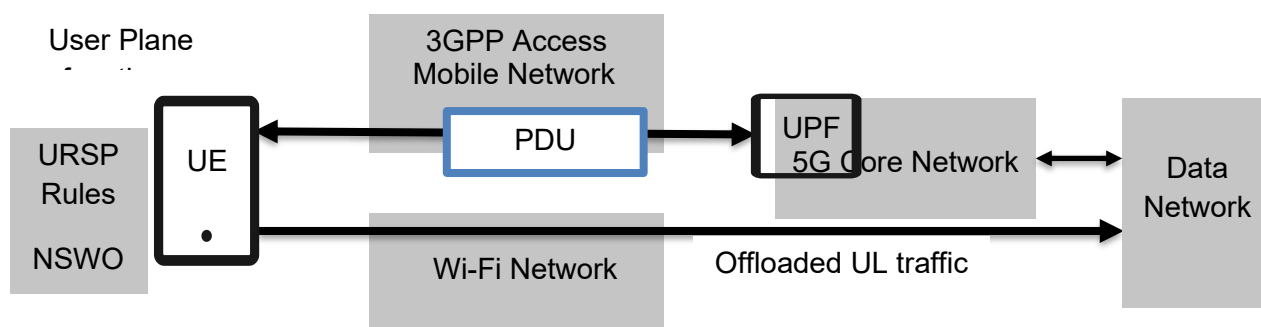 User Plane
3GPP Access
Mobile Network
URSP
Rules
NSWO
UE
PDU
UPF
5G Core Network
Data
Network
Wi-Fi Network
Offloaded UL traffic